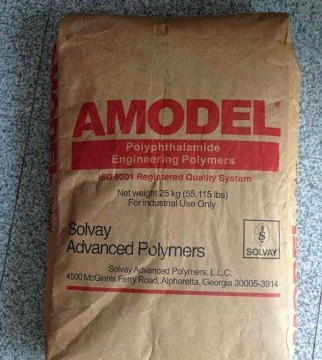 AMODEL®
Polyphthalamide
Engineering Polymers
ISO 9001 Registered Quality System
Net weight 25 kg (55,115 lbs)
For Industrial Use Only
Solvay
Advanced Polymers
SOLVAY
Solvay Advanced Polymers, L.L.C.
4500 McGinnis Ferry Road, Alpharetta, Georgia 30005-3914